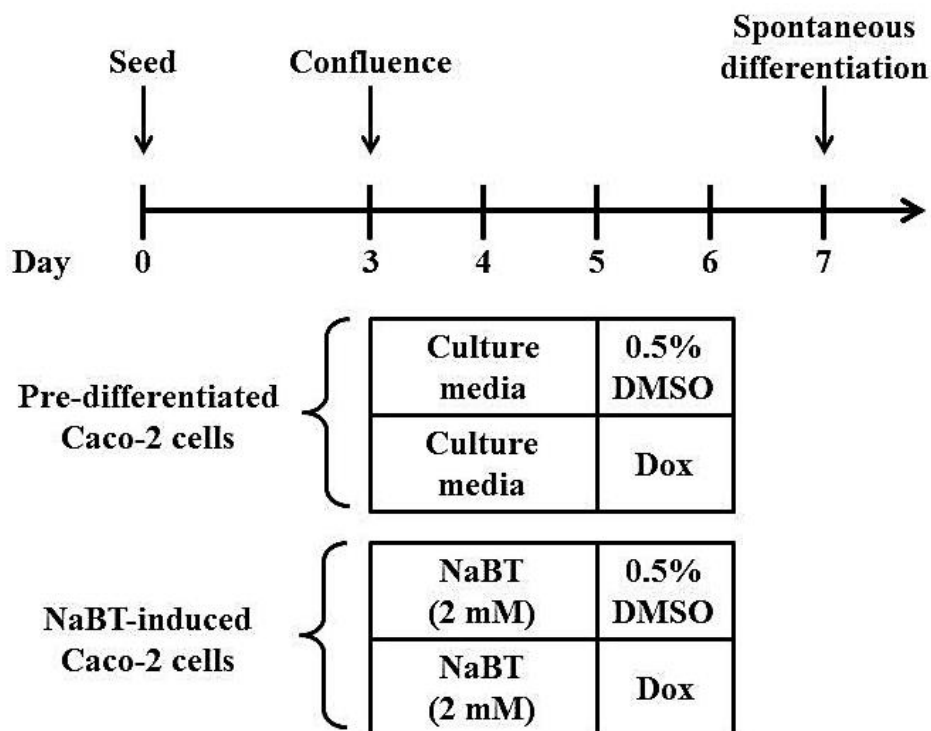 Seed
Confluence
Spontaneous
differentiation
Day 0 3 4 5 6 7
Pre-differentiated
Caco-2 cells
Culture
media
0.5%
DMSO
Culture
media
Dox
NaBT-induced
Caco-2 cells
NaBT
(2 mM)
0.5%
DMSO
NaBT
(2 mM)
Dox